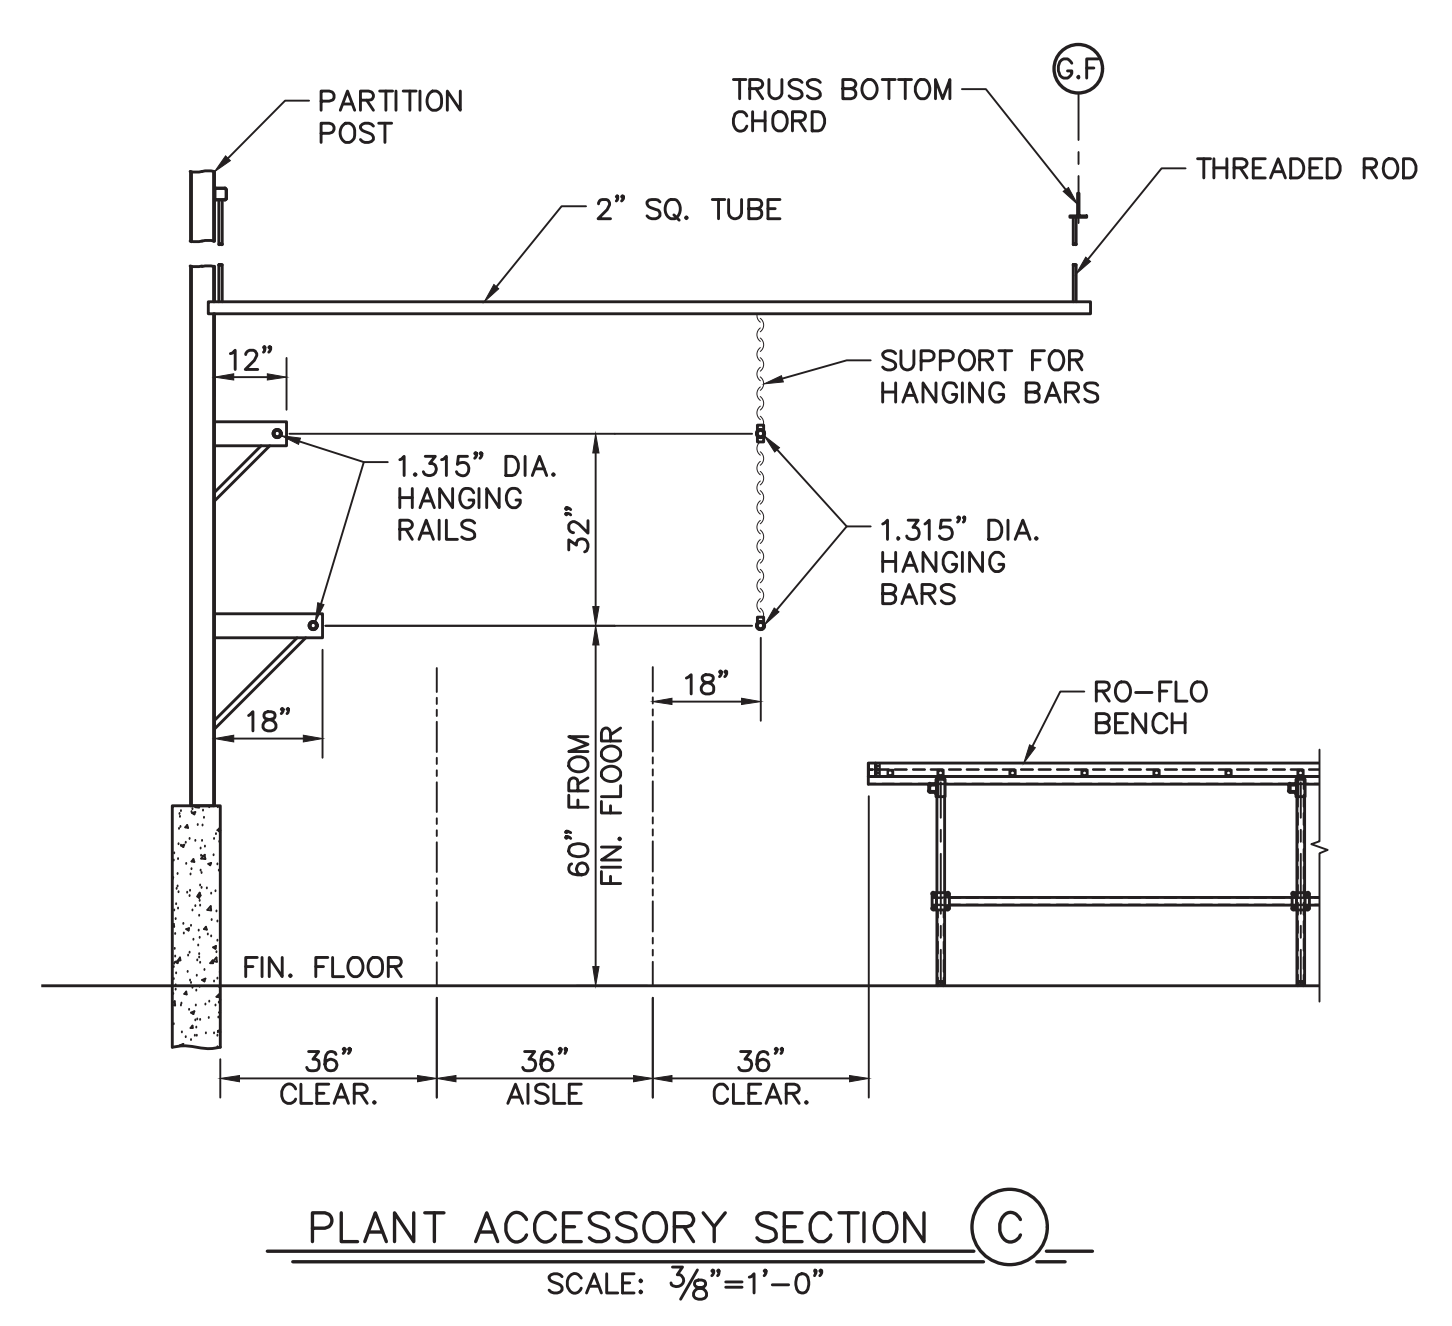 G.F
PARTITION
POST
TRUSS BOTTOM
CHORD
THREADED ROD
2” SQ. TUBE
12”
SUPPORT FOR
HANGING BARS
1.315” DIA.
HANGING
RAILS
32”
1.315” DIA.
HANGING
BARS
18”
18”
RO-FLO
BENCH
60” FROM
FIN. FLOOR
FIN. FLOOR
36”
CLEAR.
36”
AISLE
36”
CLEAR.
PLANT ACCESSORY SECTION
C
SCALE: 3/8”=1’-0”